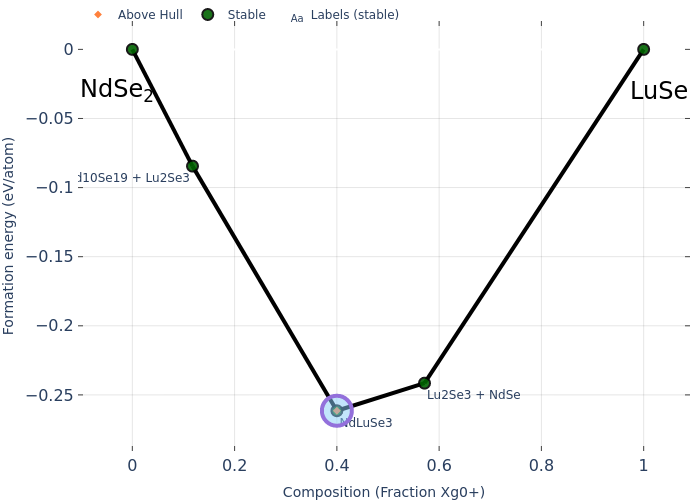 Above Hull Stable Aa Labels (stable)
0
NdSe2
LuSe
−0.05
d10Se19 + Lu2Se3
−0.1
−0.15
−0.2
Lu2Se3 + NdSe
−0.25
NdLuSe3
0 0.2 0.4 0.6 0.8 1
Composition (Fraction Xg0+)
Formation energy (eV/atom)